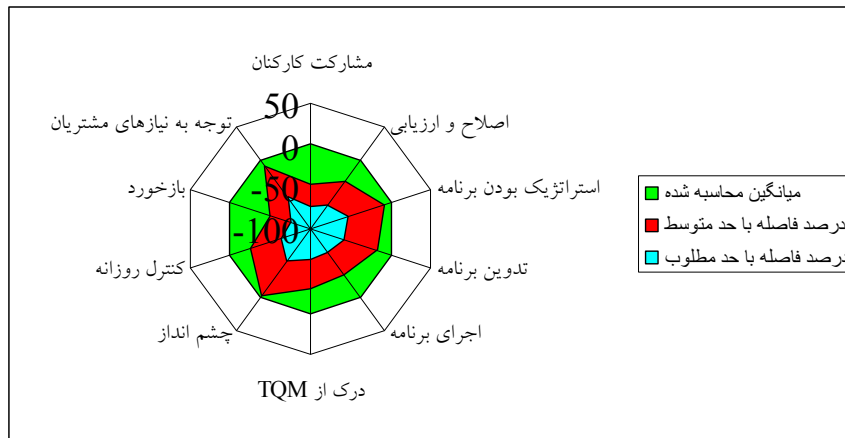 مشارکت کارکنان
اصلاح و ارزیابی
استراتژیک بودن برنامه
تدوین برنامه
اجرای برنامه
درک از TQM
چشم انداز
کنترل روزانه
بازخورد
توجه به نیازهای مشتریان
50
0
-50
-100
میانگین محاسبه شده
درصد فاصله با حد متوسط
درصد فاصله با حد مطلوب